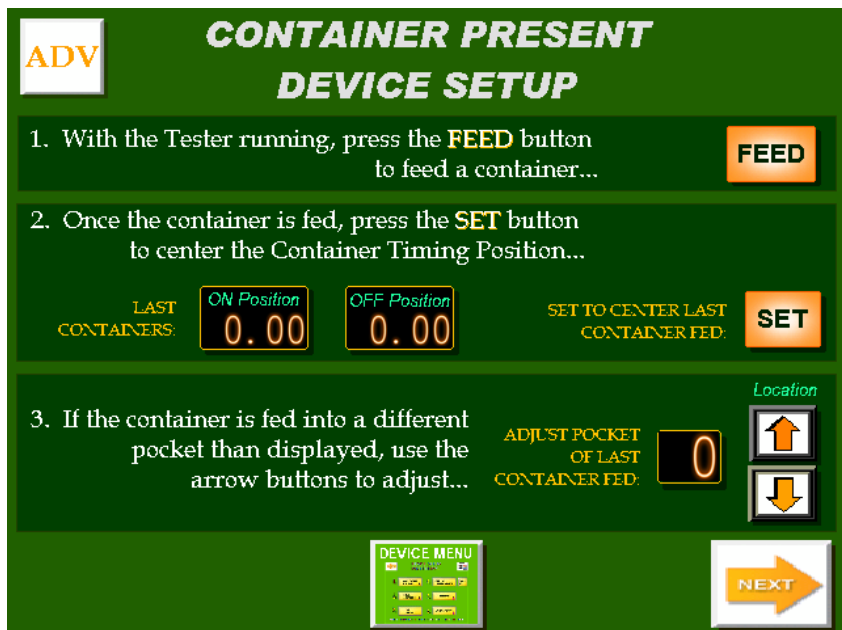 ADV
CONTAINER PRESENT
DEVICE SETUP
1. With the Tester running, press the FEED button
to feed a container...
FEED
2. Once the container is fed, press the SET button
to center the Container Timing Position...
LAST
CONTAINERS:
ON Position
0.00
OFF Position
0.00
SET TO CENTER LAST
CONTAINER FED:
SET
3. If the container is fed into a different
pocket than displayed, use the
arrow buttons to adjust...
ADJUST POCKET
OF LAST
CONTAINER FED:
0
Location
DEVICE MENU
NEXT